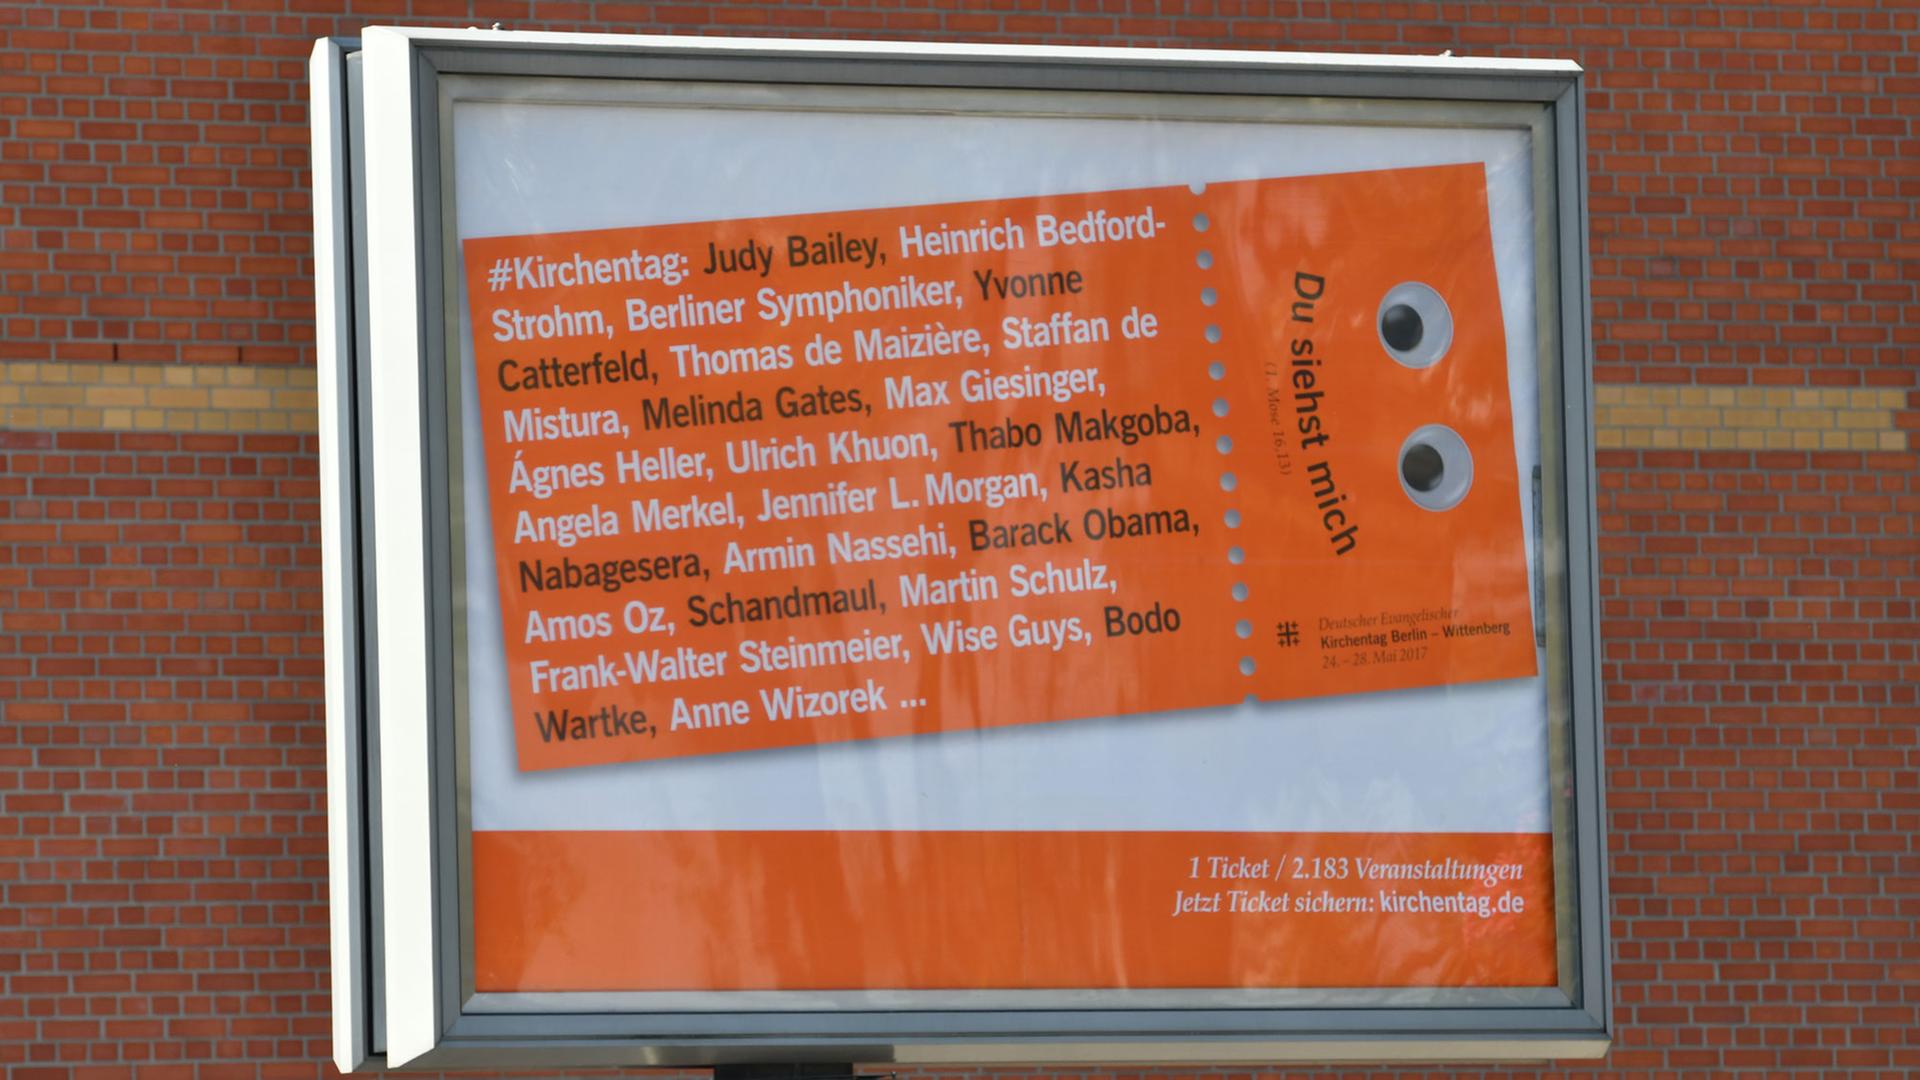 #Kirchentag: Judy Bailey, Heinrich Bedford-
Strohm, Berliner Symphoniker, Yvonne
Catterfeld, Thomas de Maizière, Staffan de
Mistura, Melinda Gates, Max Giesinger,
Ágnes Heller, Ulrich Khuon, Thabo Makgoba,
Angela Merkel, Jennifer L. Morgan, Kasha
Nabagesera, Armin Nassehi, Barack Obama,
Amos Oz, Schandmaul, Martin Schulz,
Frank-Walter Steinmeier, Wise Guys, Bodo
Wartke, Anne Wizorek ...
Du siehst mich
(1. Mose 16,13)
Deutscher Evangelischer
Kirchentag Berlin – Wittenberg
24. – 28. Mai 2017
1 Ticket / 2.183 Veranstaltungen
Jetzt Ticket sichern: kirchentag.de